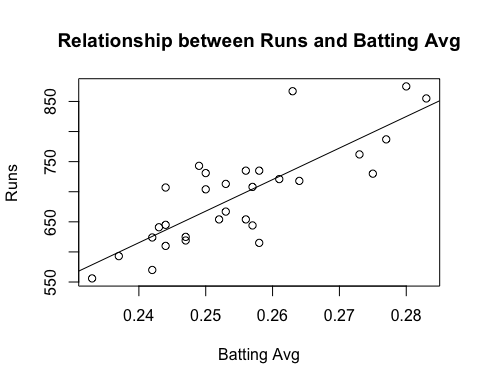 Relationship between Runs and Batting Avg
Runs
850
750
650
550
0.24 0.25 0.26 0.27 0.28
Batting Avg